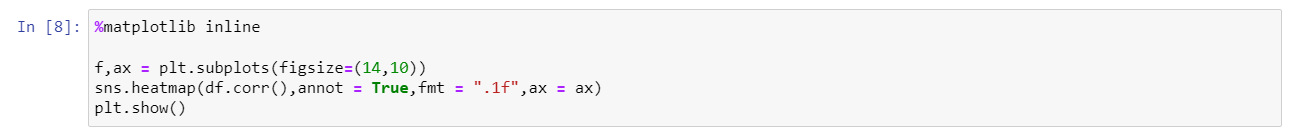 In [8]: %matplotlib inline
f,ax = plt.subplots(figsize=(14,10))
sns.heatmap(df.corr(),annot = True,fmt = ".1f",ax = ax)
plt.show()